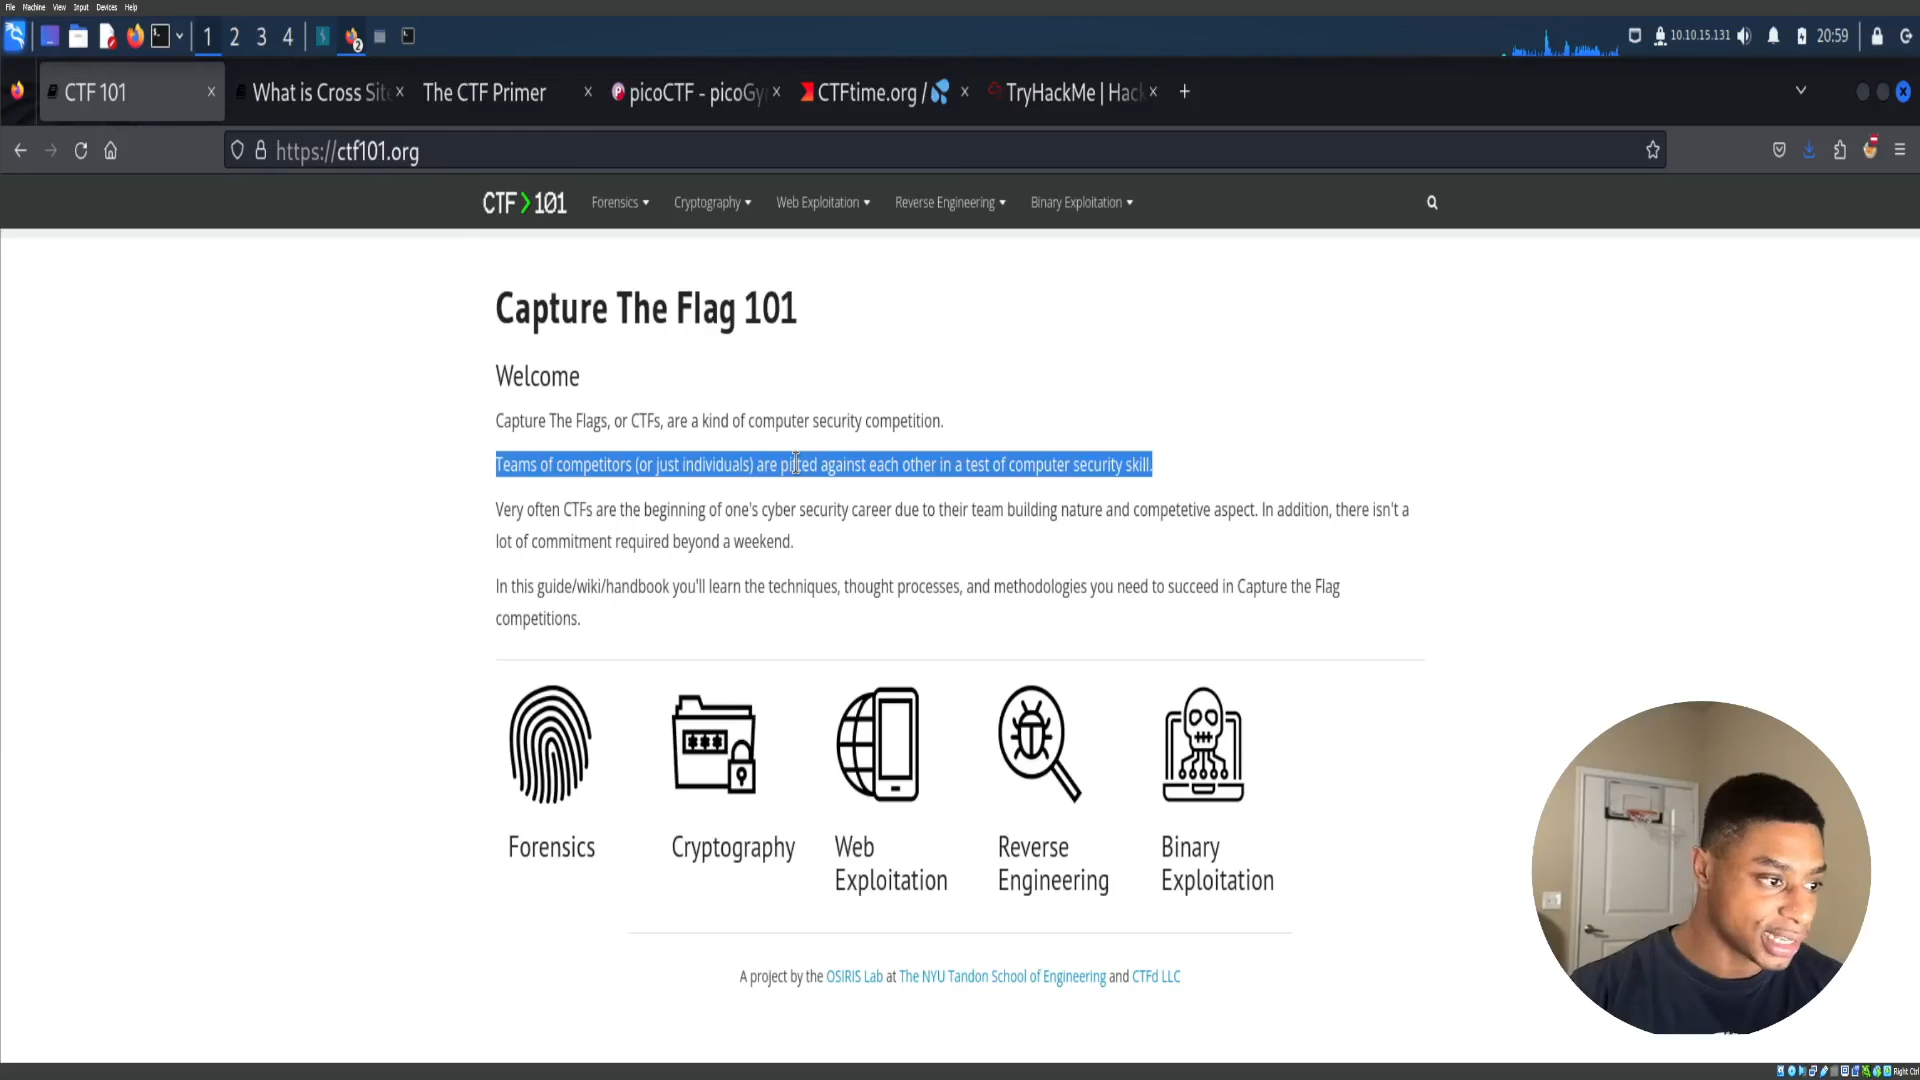 File Machine View Input Devices Help
1 2 3 4 2 10.10.15.131 20:59
CTF 101 What is Cross Sit The CTF Primer picoCTF - picoGy CTFtime.org / TryHackMe | Hac
https://ctf101.org
CTF > 101 Forensics Cryptography Web Exploitation Reverse Engineering Binary Exploitation
Capture The Flag 101
Welcome
Capture The Flags, or CTFs, are a kind of computer security competition.
Teams of competitors (or just individuals) are pitted against each other in a test of computer security skill.
Very often CTFs are the beginning of one's cyber security career due to their team building nature and competetive aspect. In addition, there isn't a
lot of commitment required beyond a weekend.
In this guide/wiki/handbook you'll learn the techniques, thought processes, and methodologies you need to succeed in Capture the Flag
competitions.
Forensics
Cryptography
Web
Exploitation
Reverse
Engineering
Binary
Exploitation
A project by the OSIRIS Lab at The NYU Tandon School of Engineering and CTFd LLC
Right Ctrl